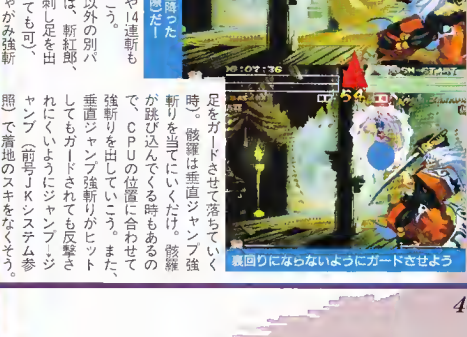 降った
隙だ！
や14連斬も
こう。
以外の別パ
は、斬紅郎、
刺し足を出
ても可）、
ゃがみ強斬
54
足をガードさせて落ちていく
時。骸羅は垂直ジャンプ強
斬りを当てにいくだけ。骸羅
が跳び込んでくる時もあるの
で、CPUの位置に合わせて
強斬りを出していこう。また、
垂直ジャンプ強斬りがヒット
してもガードされても反撃さ
れにくいようにジャンプ→ジ
ャンプ（前号JKシステム参
照）で着地のスキをなくそう。
裏回りにならないようにガードさせよう
4